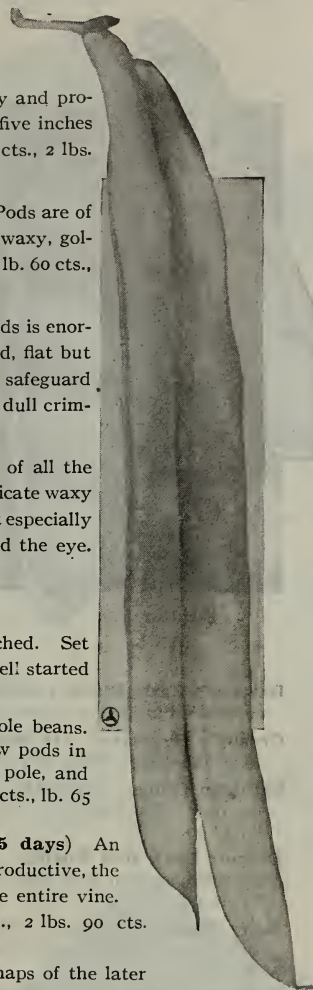 y and pro-
five inches
cts., 2 lbs.
Pods are of
waxy, gol-
lb. 60 cts.,
ds is enor-
d, flat but
safeguard
dull crim-
of all the
icate waxy
especially
d the eye.
ched. Set
ell started
ole beans.
w pods in
pole, and
cts., lb. 65
5 days) An
roductive, the
e entire vine.
., 2 lbs. 90 cts.
naps of the later